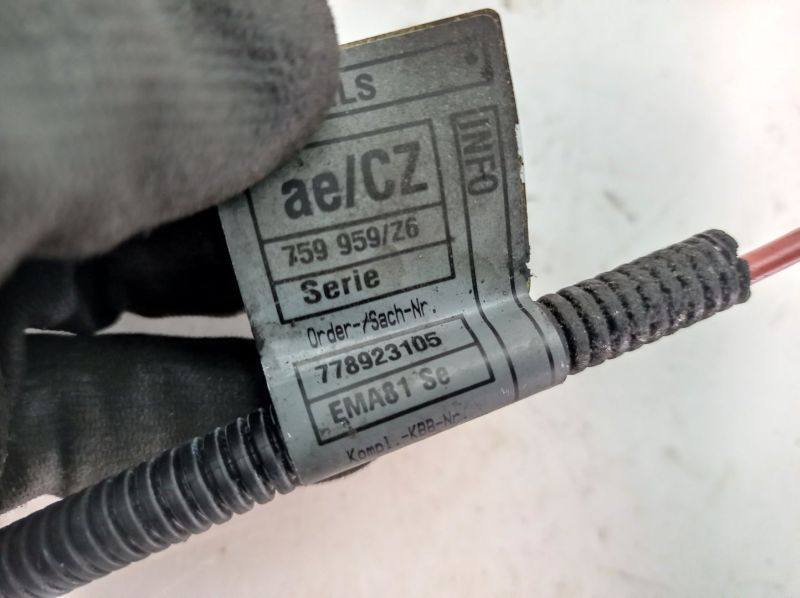 LS
ae/CZ
INFO
759 959/Z6
Serie
Order-/Sach-Nr.
778923105
EMA81 Se
Kompl.-KBB-Nr.